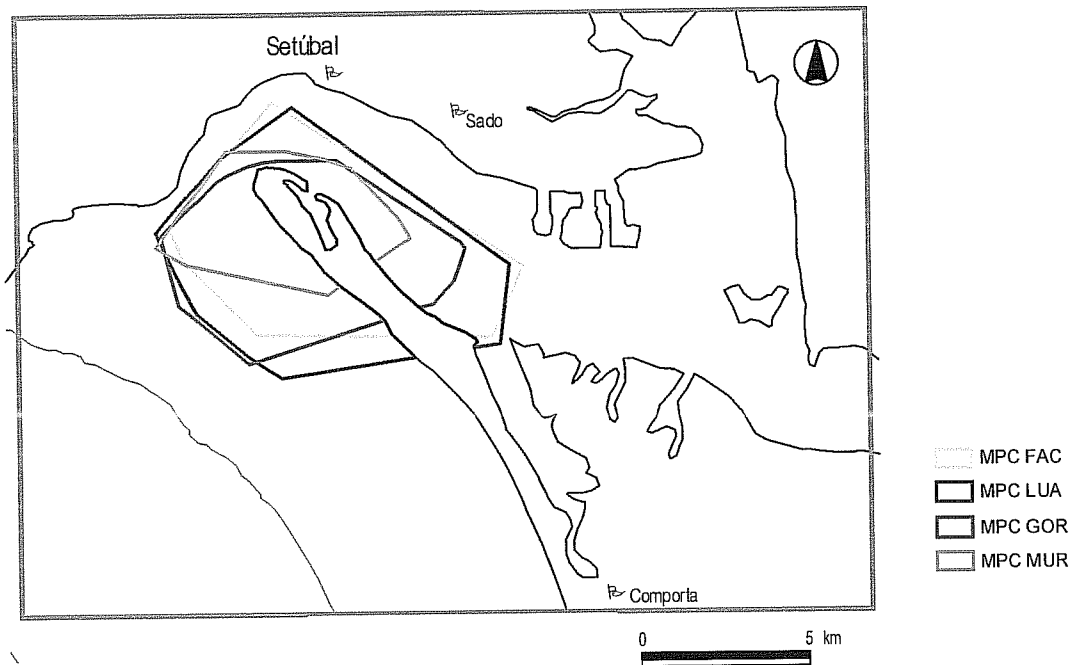 Setúbal
Sado
Comporta
MPC FAC
MPC LUA
MPC GOR
MPC MUR
0 5 km